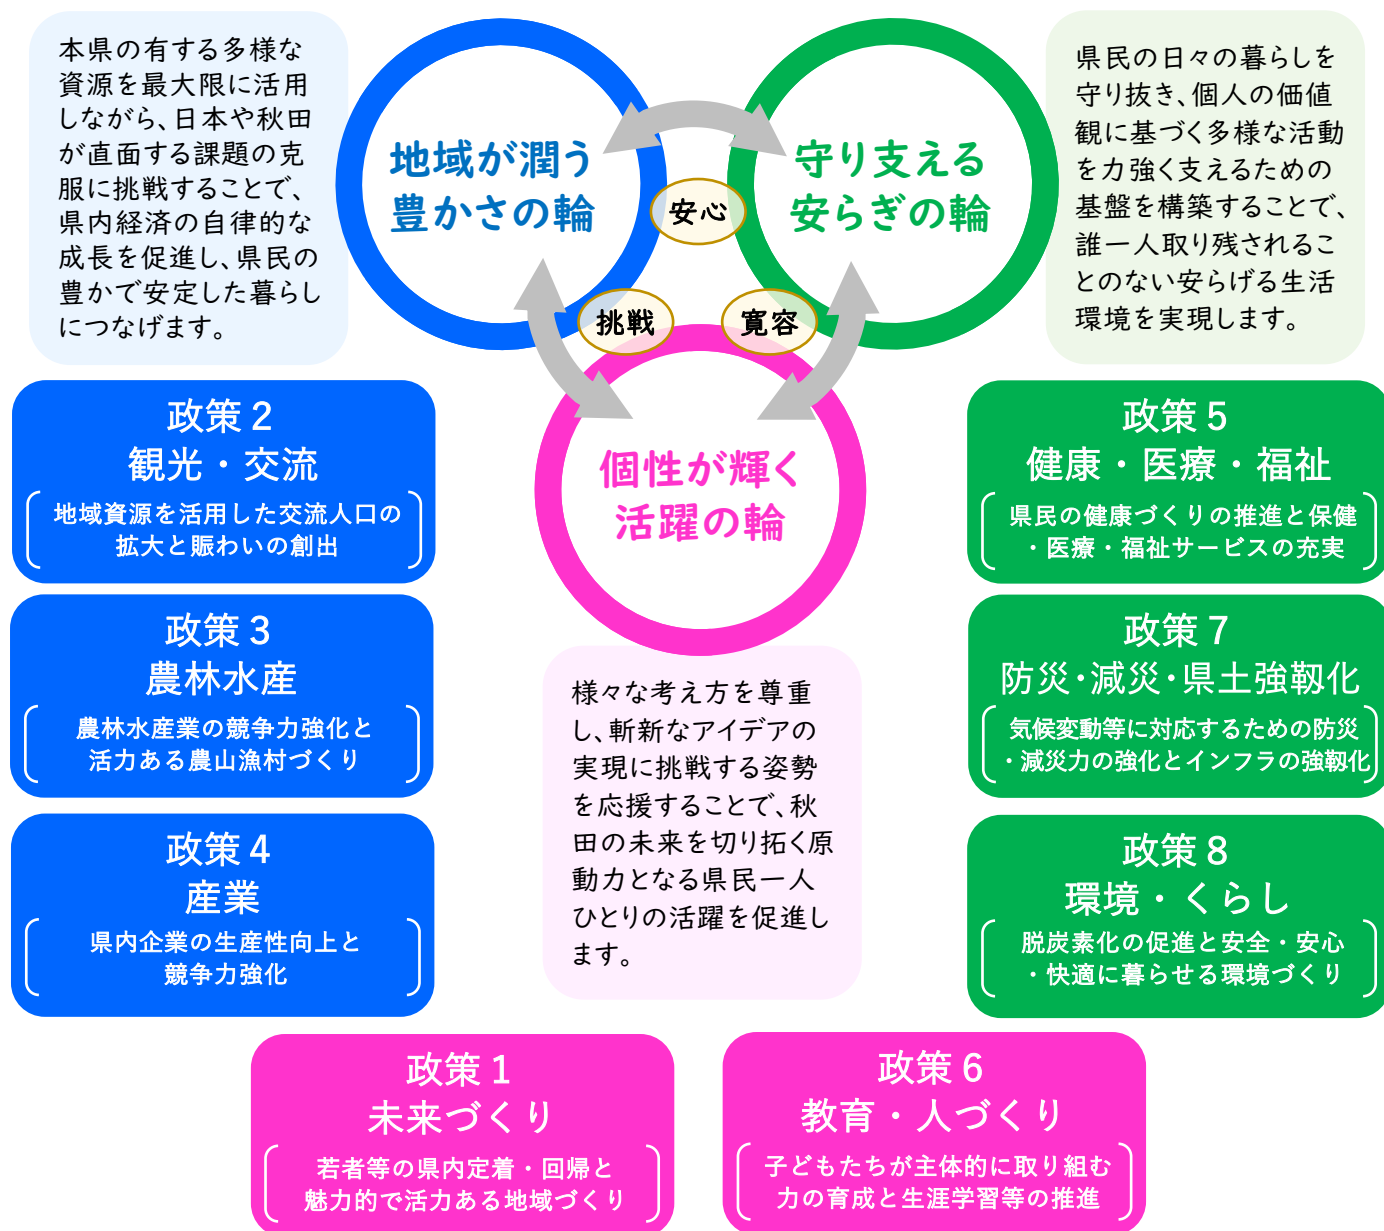 本県の有する多様な
資源を最大限に活用
しながら、日本や秋田
が直面する課題の克
服に挑戦することで、
県内経済の自律的な
成長を促進し、県民の
豊かで安定した暮らし
につなげます。
地域が潤う
豊かさの輪
守り支える
安らぎの輪
県民の日々の暮らしを
守り抜き、個人の価値
観に基づく多様な活動
を力強く支えるための
基盤を構築することで、
誰一人取り残されるこ
とのない安らげる生活
環境を実現します。
安心
挑戦
寛容
個性が輝く
活躍の輪
様々な考え方を尊重
し、斬新なアイデアの
実現に挑戦する姿勢
を応援することで、秋
田の未来を切り拓く原
動力となる県民一人
ひとりの活躍を促進し
ます。
政策2
観光・交流
地域資源を活用した交流人口の
拡大と賑わいの創出
政策3
農林水産
農林水産業の競争力強化と
活力ある農山漁村づくり
政策4
産業
県内企業の生産性向上と
競争力強化
政策5
健康・医療・福祉
県民の健康づくりの推進と保健
・医療・福祉サービスの充実
政策7
防災・減災・県土強靱化
気候変動等に対応するための防災
・減災力の強化とインフラの強靱化
政策8
環境・くらし
脱炭素化の促進と安全・安心
・快適に暮らせる環境づくり
政策1
未来づくり
若者等の県内定着・回帰と
魅力的で活力ある地域づくり
政策6
教育・人づくり
子どもたちが主体的に取り組む
力の育成と生涯学習等の推進